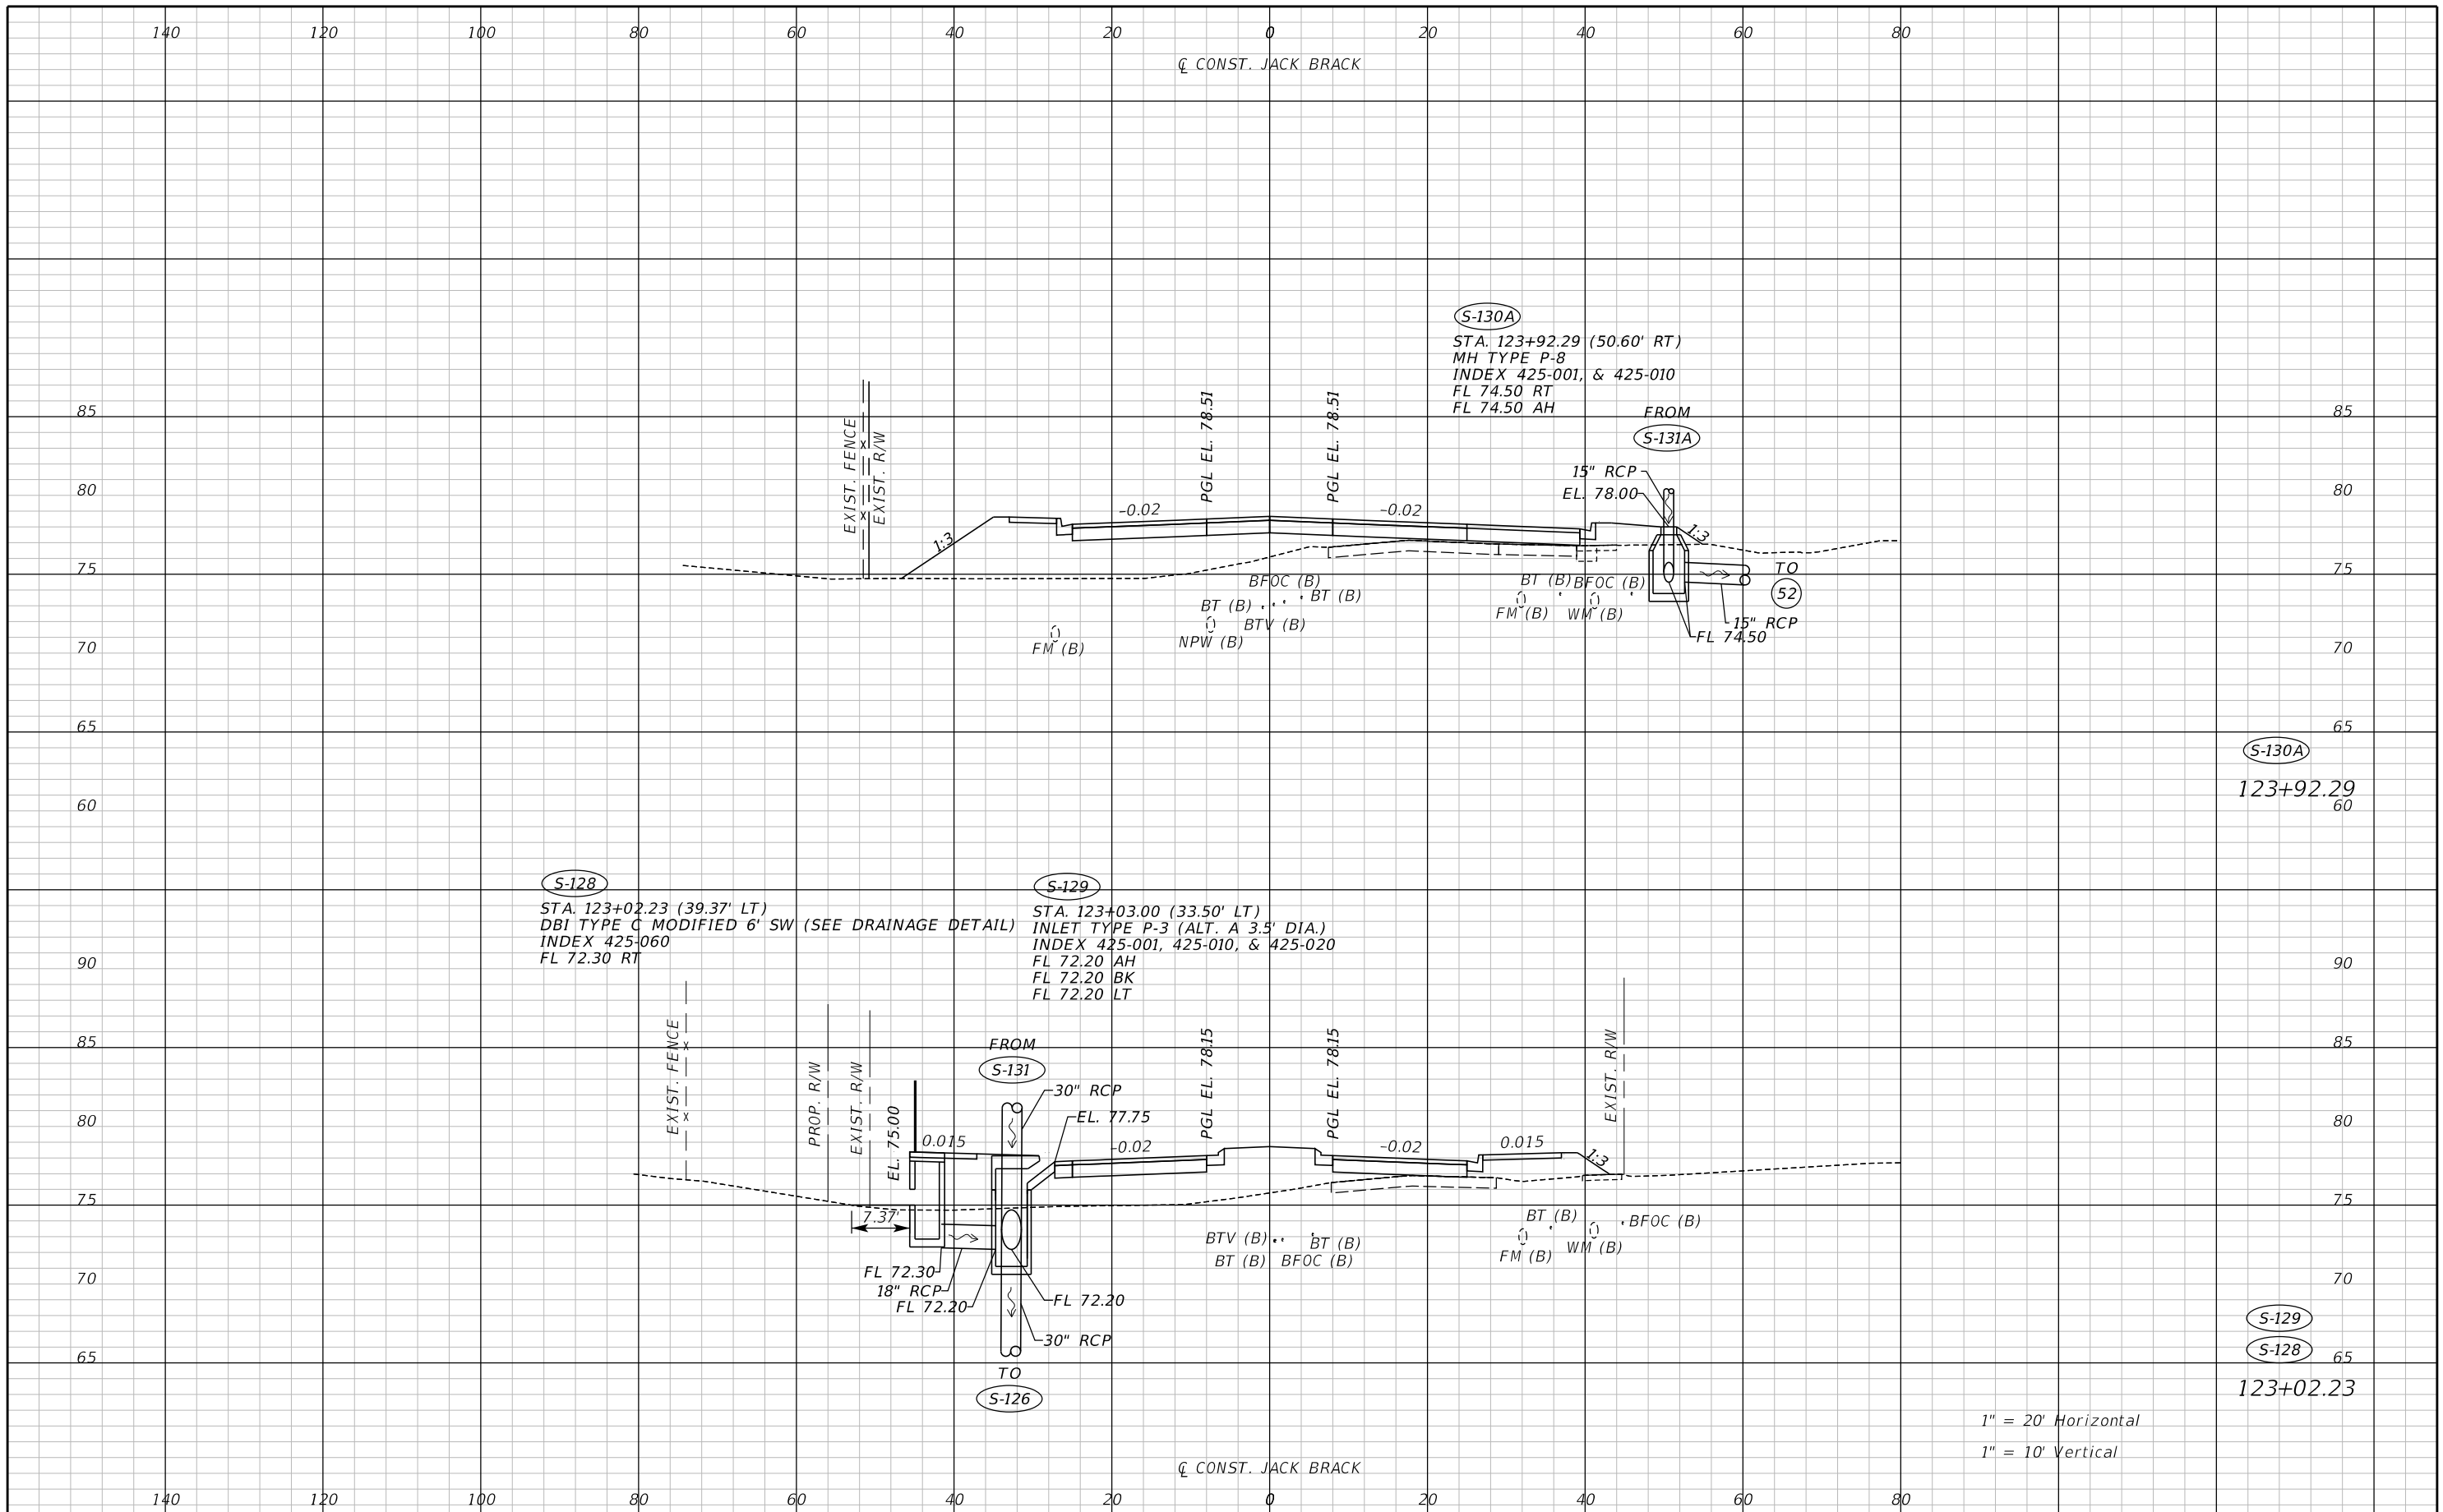 140 120 100 80 60 40 20 0 20 40 60 80
℄ CONST. JACK BRACK
S-130A
STA. 123+92.29 (50.60' RT)
MH TYPE P-8
INDEX 425-001, & 425-010
FL 74.50 RT
FL 74.50 AH
FROM
S-131A
15" RCP
EL. 78.00
85
85
EXIST. FENCE
EXIST. R/W
X
X
PGL EL. 78.51
PGL EL. 78.51
80
80
1:3
-0.02
-0.02
1:3
75
75
TO
52
15" RCP
FL 74.50
BFOC (B)
BT (B)
BT (B)
BTV (B)
NPW (B)
FM (B)
BT (B)
BFOC (B)
FM (B)
WM (B)
70
70
65
65
S-130A
123+92.29
60
60
S-128
STA. 123+02.23 (39.37' LT)
DBI TYPE C MODIFIED 6' SW (SEE DRAINAGE DETAIL)
INDEX 425-060
FL 72.30 RT
S-129
STA. 123+03.00 (33.50' LT)
INLET TYPE P-3 (ALT. A 3.5' DIA.)
INDEX 425-001, 425-010, & 425-020
FL 72.20 AH
FL 72.20 BK
FL 72.20 LT
90
90
85
85
EXIST. FENCE
X
X
PROP. R/W
EXIST. R/W
EL. 75.00
FROM
S-131
30" RCP
EL. 77.75
PGL EL. 78.15
PGL EL. 78.15
EXIST. R/W
80
80
0.015
-0.02
-0.02
0.015
1:3
75
75
7.37'
FL 72.30
18" RCP
FL 72.20
FL 72.20
30" RCP
BTV (B)
BT (B)
BT (B)
BFOC (B)
BT (B)
BFOC (B)
FM (B)
WM (B)
70
70
TO
S-126
65
65
S-129
S-128
123+02.23
1" = 20' Horizontal
1" = 10' Vertical
℄ CONST. JACK BRACK
140 120 100 80 60 40 20 0 20 40 60 80